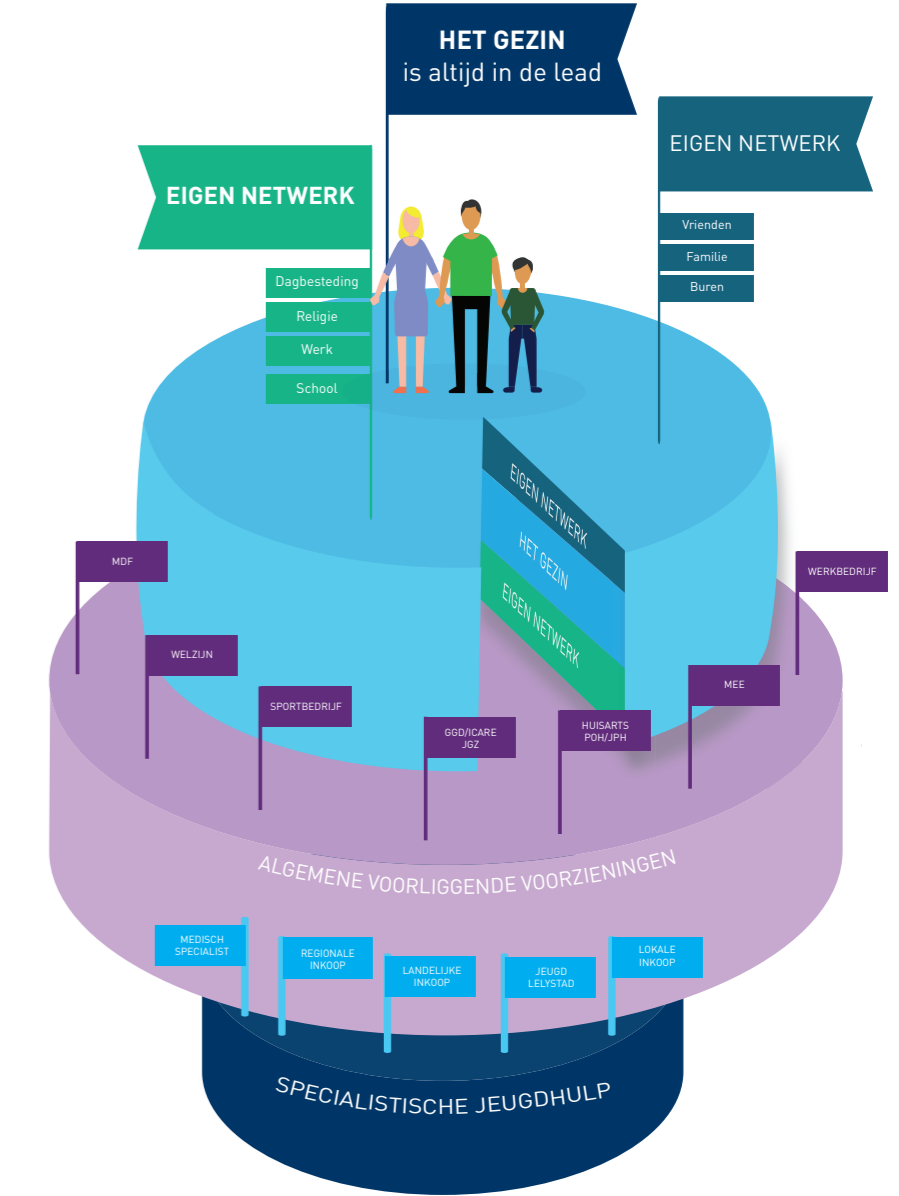 HET GEZIN
is altijd in de lead
EIGEN NETWERK
EIGEN NETWERK
Vrienden
Familie
Buren
Dagbesteding
Religie
Werk
School
EIGEN NETWERK
HET GEZIN
EIGEN NETWERK
MDF
WERKBEDRIJF
WELZIJN
MEE
SPORTBEDRIJF
GGD/ICARE
JGZ
HUISARTS
POH/JPH
ALGEMENE VOORLIGGENDE VOORZIENINGEN
MEDISCH
SPECIALIST
REGIONALE
INKOOP
LANDELIJKE
INKOOP
JEUGD
LELYSTAD
LOKALE
INKOOP
SPECIALISTISCHE JEUGDHULP